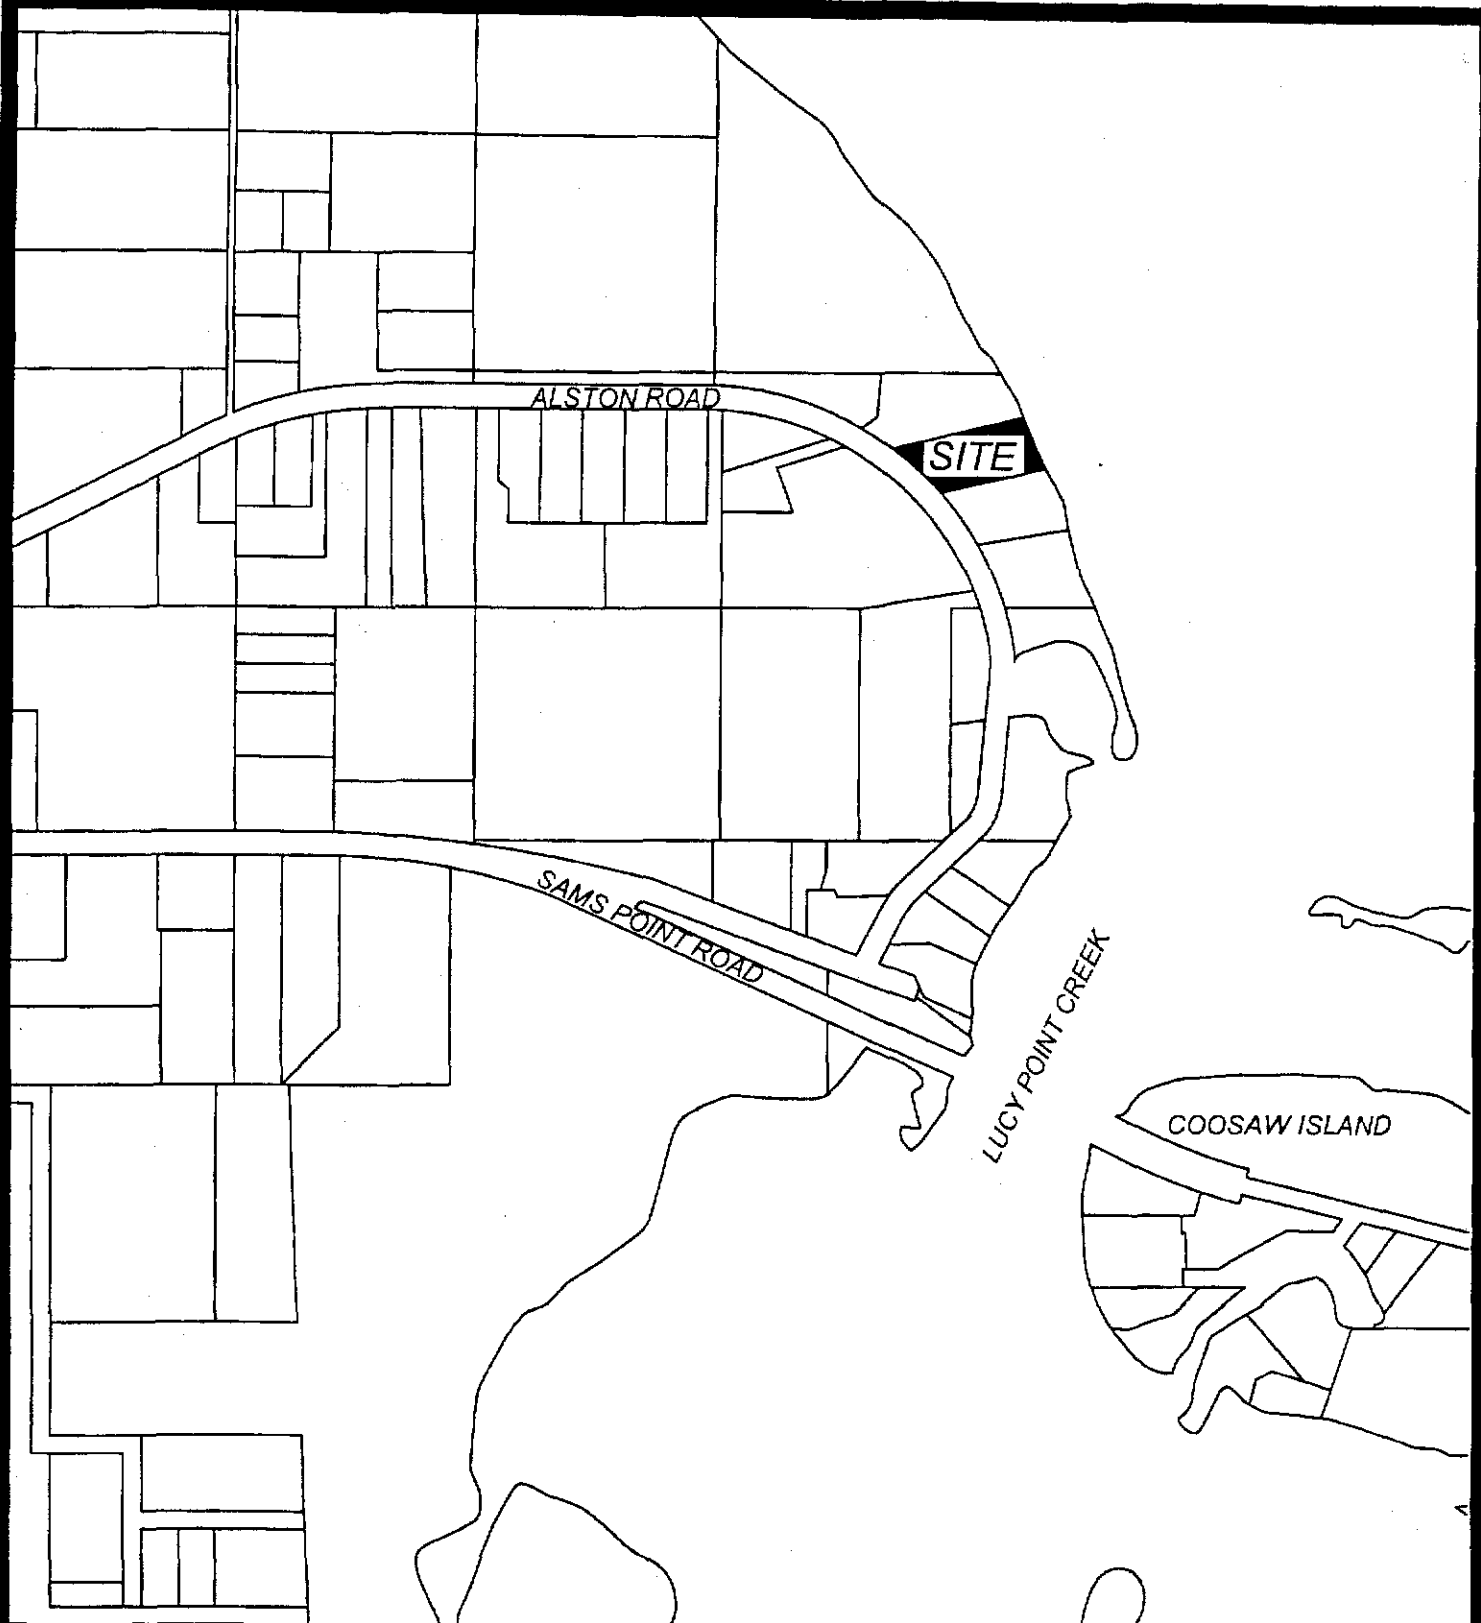 ALSTON ROAD
SITE
SAMS POINT ROAD
LUCY POINT CREEK
COOSAW ISLAND